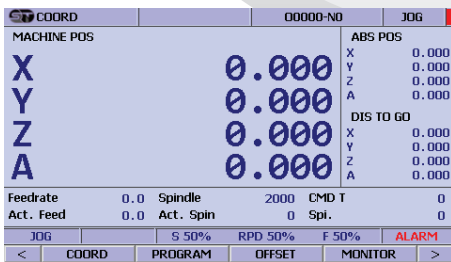 COORD O0000-N0 JOG
MACHINE POS ABS POS
X 0.000 X 0.000
Y 0.000 Y 0.000
Z 0.000 Z 0.000
A 0.000 A 0.000
DIS TO GO
X 0.000
Y 0.000
Z 0.000
A 0.000
Feedrate 0.0 Spindle 2000 CMD T 0
Act. Feed 0.0 Act. Spin 0 Spi. 0
JOG S 50% RPD 50% F 50% ALARM
< COORD PROGRAM OFFSET MONITOR >